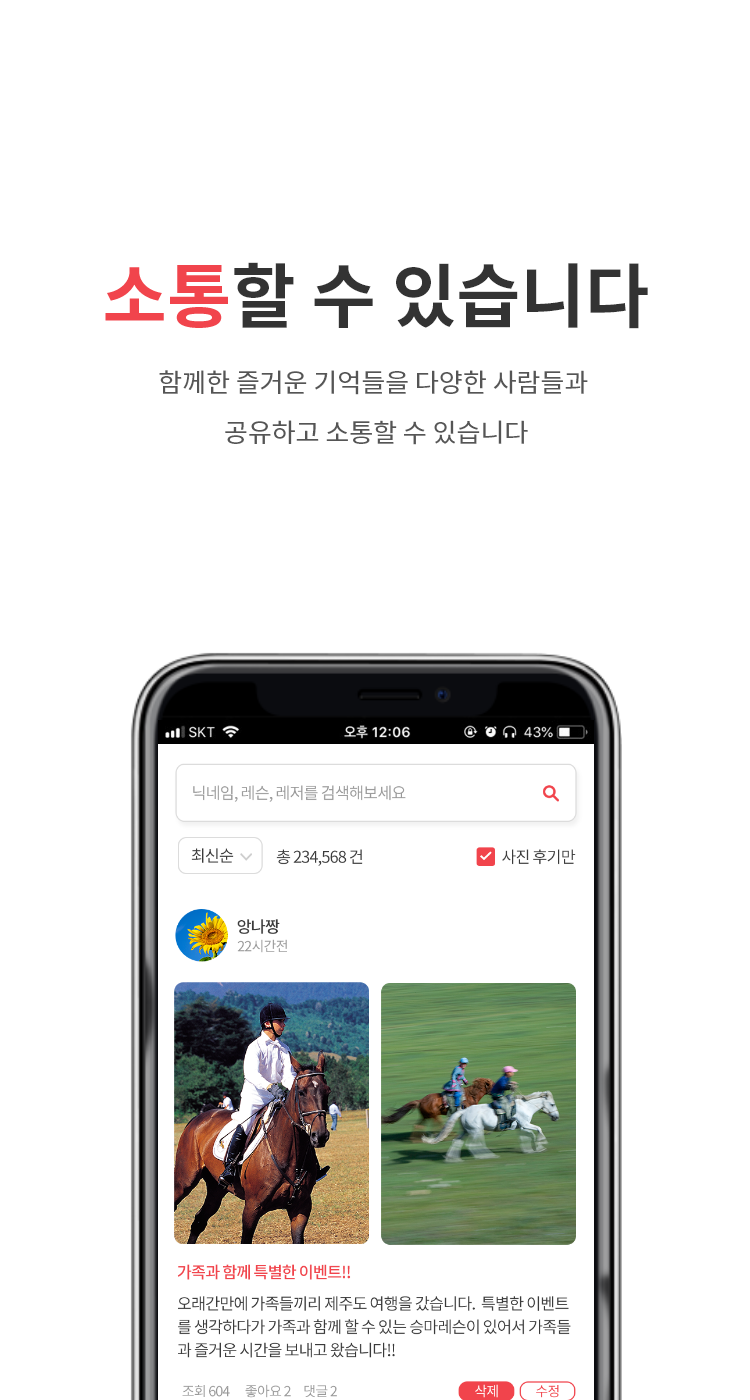 소통할 수 있습니다
함께한 즐거운 기억들을 다양한 사람들과
공유하고 소통할 수 있습니다
SKT 오후 12:06 43%
닉네임, 레슨, 레저를 검색해보세요
최신순 총 234,568 건 사진 후기만
앙나짱
22시간전
가족과 함께 특별한 이벤트!!
오래간만에 가족들끼리 제주도 여행을 갔습니다. 특별한 이벤트
를 생각하다가 가족과 함께 할 수 있는 승마레슨이 있어서 가족들
과 즐거운 시간을 보내고 왔습니다!!
조회 604 좋아요 2 댓글 2 삭제 수정